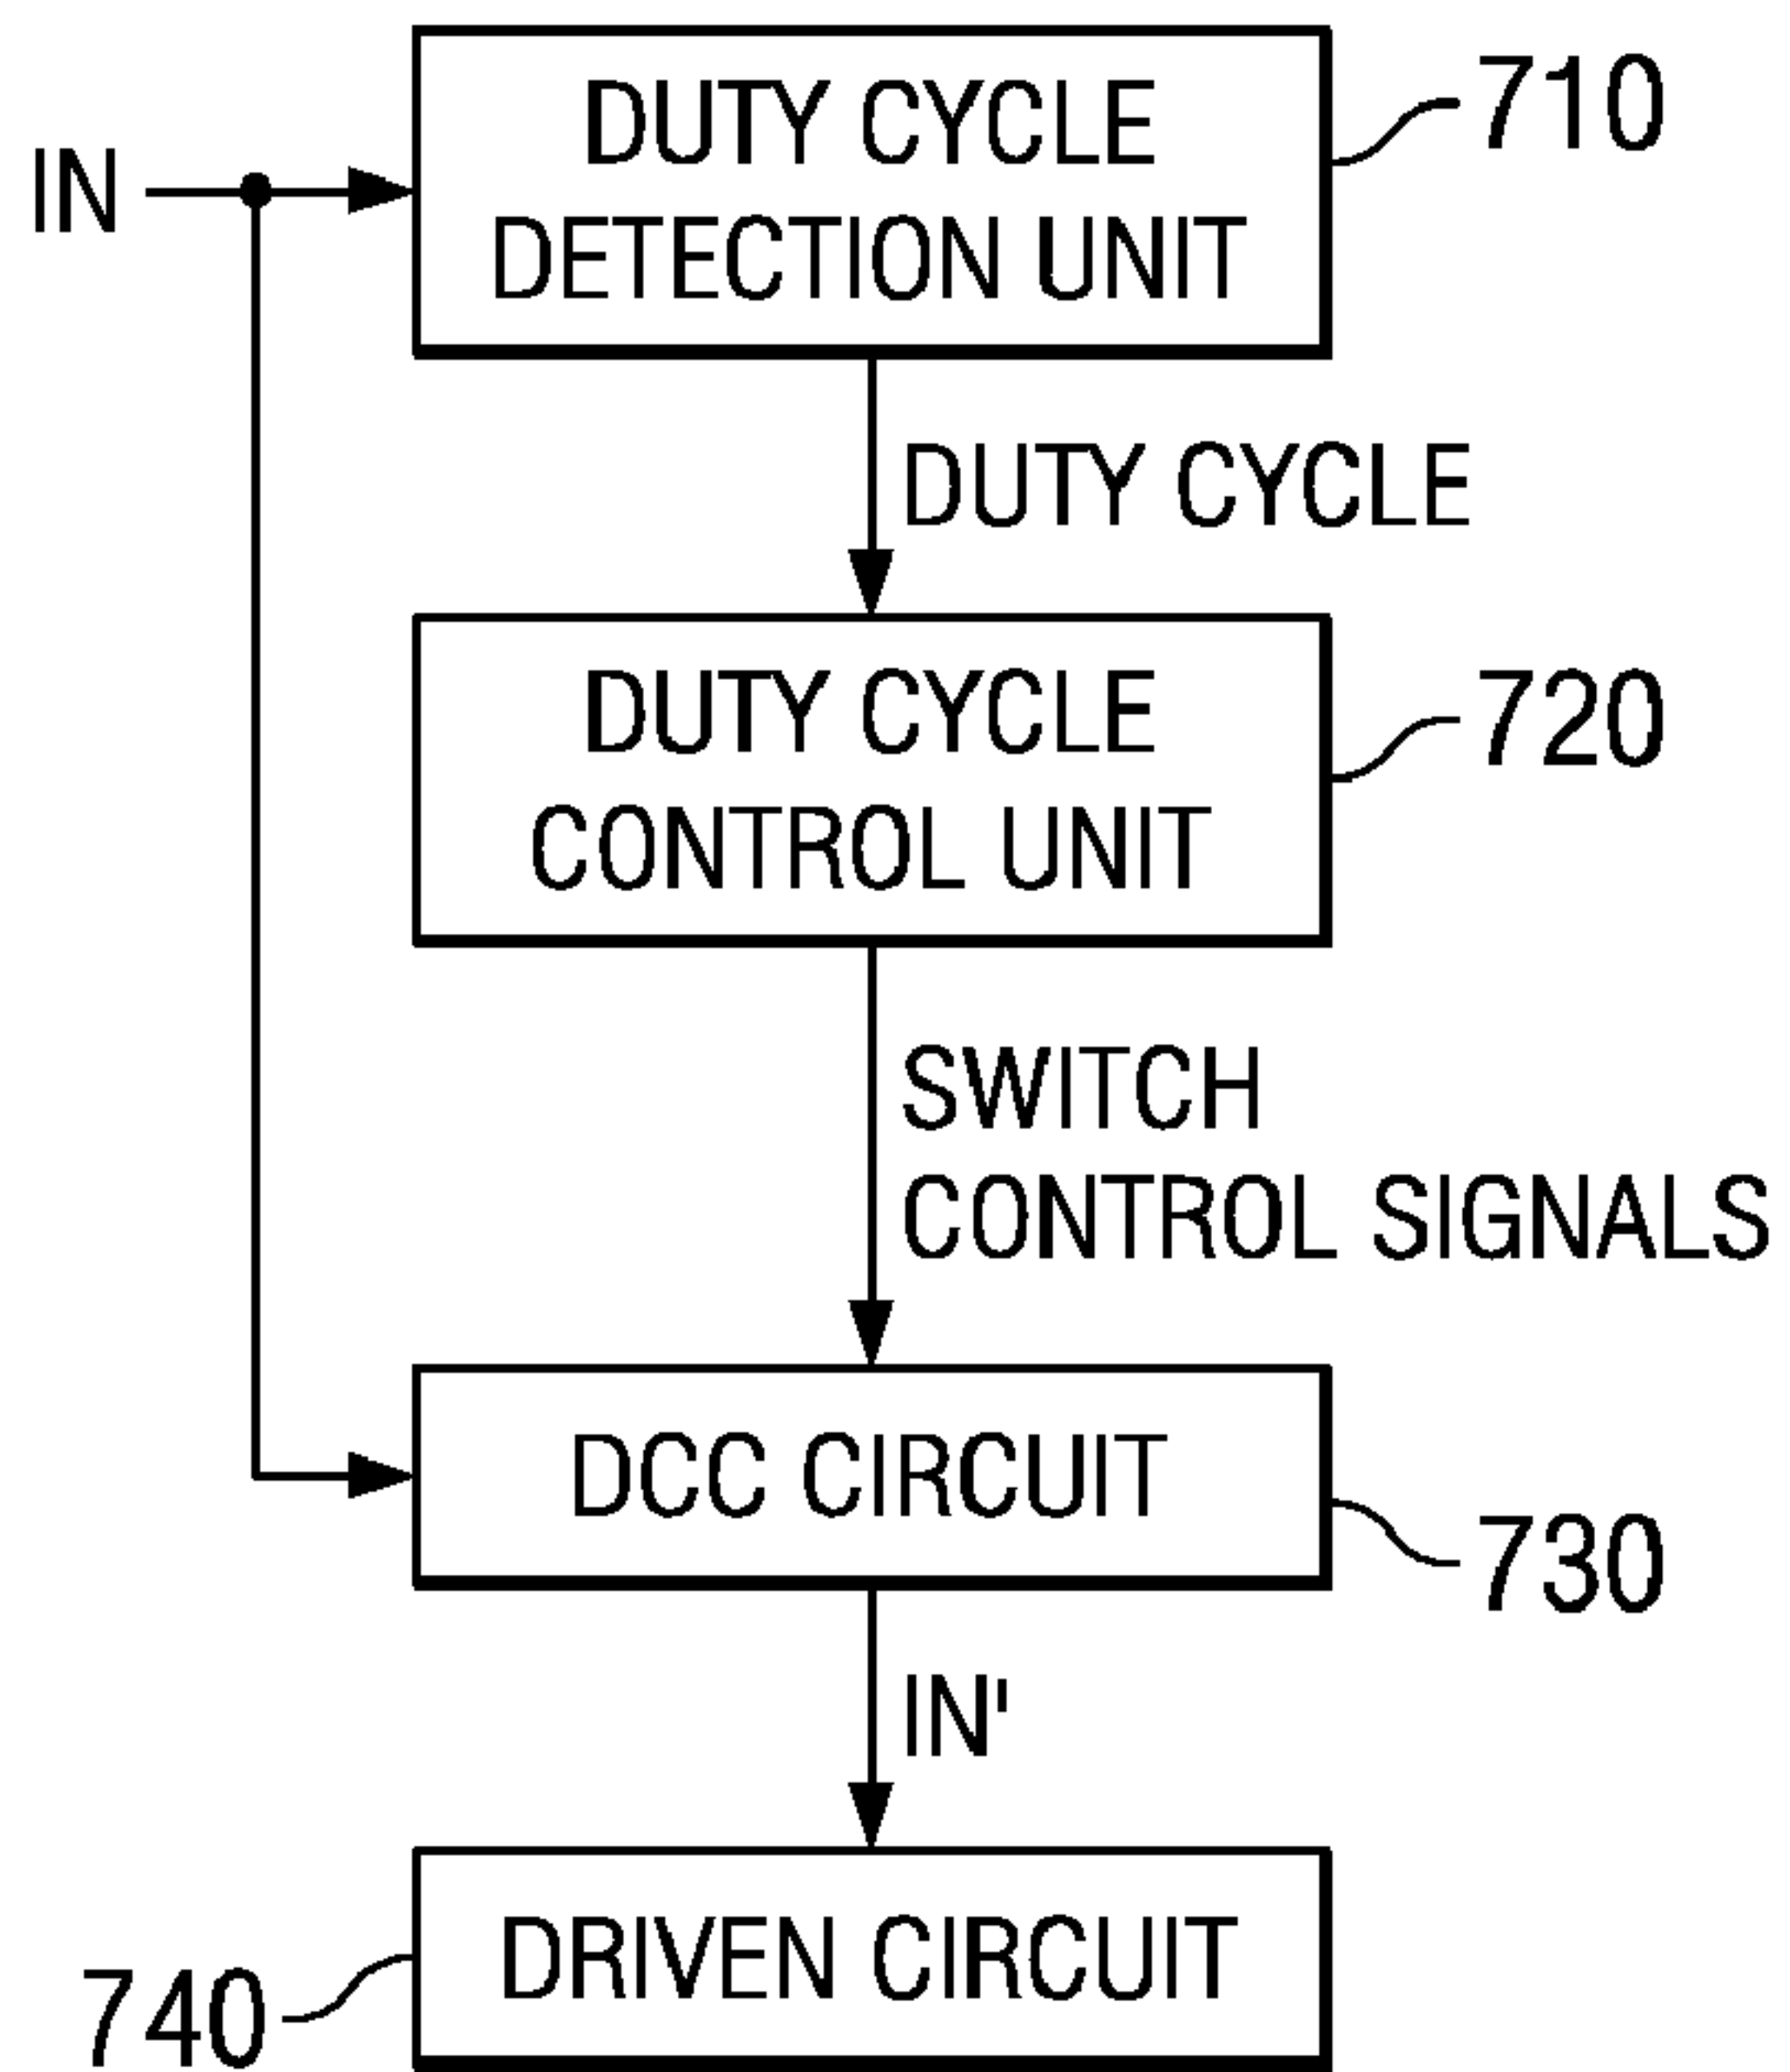 DUTY CYCLE
DETECTION UNIT
710
IN
DUTY CYCLE
DUTY CYCLE
CONTROL UNIT
720
SWITCH
CONTROL SIGNALS
DCC CIRCUIT
730
IN'
DRIVEN CIRCUIT
740